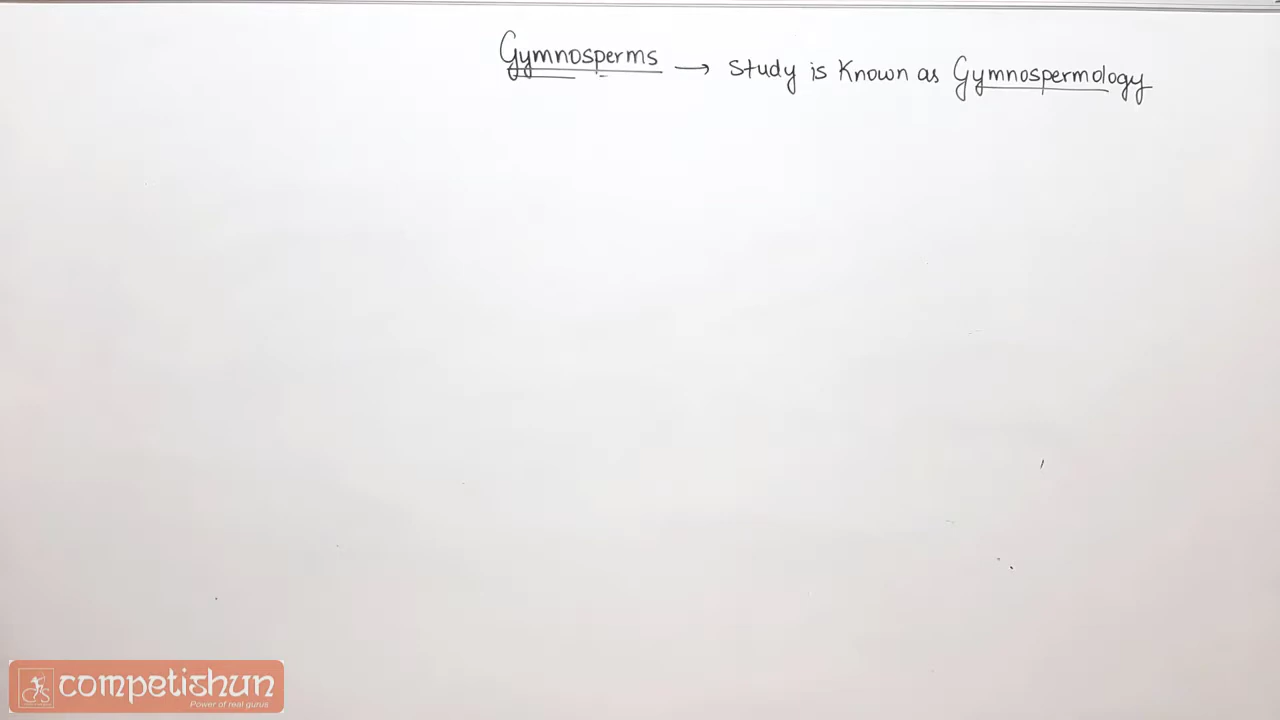 Gymnosperms → Study is Known as Gymnospermology
competishun
Power of real gurus